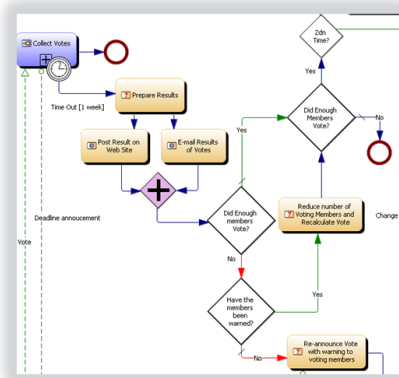 Collect Votes
2dn
Time?
Yes
Time Out [1 week]
Prepare Results
Did Enough
Members
Vote?
No
Yes
Post Result on
Web Site
E-mail Results
of Votes
Deadline annoucement
Did Enough
members
Vote?
Reduce number of
Voting Members and
Recalculate Vote
Change
Vote
No
Have the
members
been
warned?
Yes
No
Re-announce Vote
with warning to
voting members